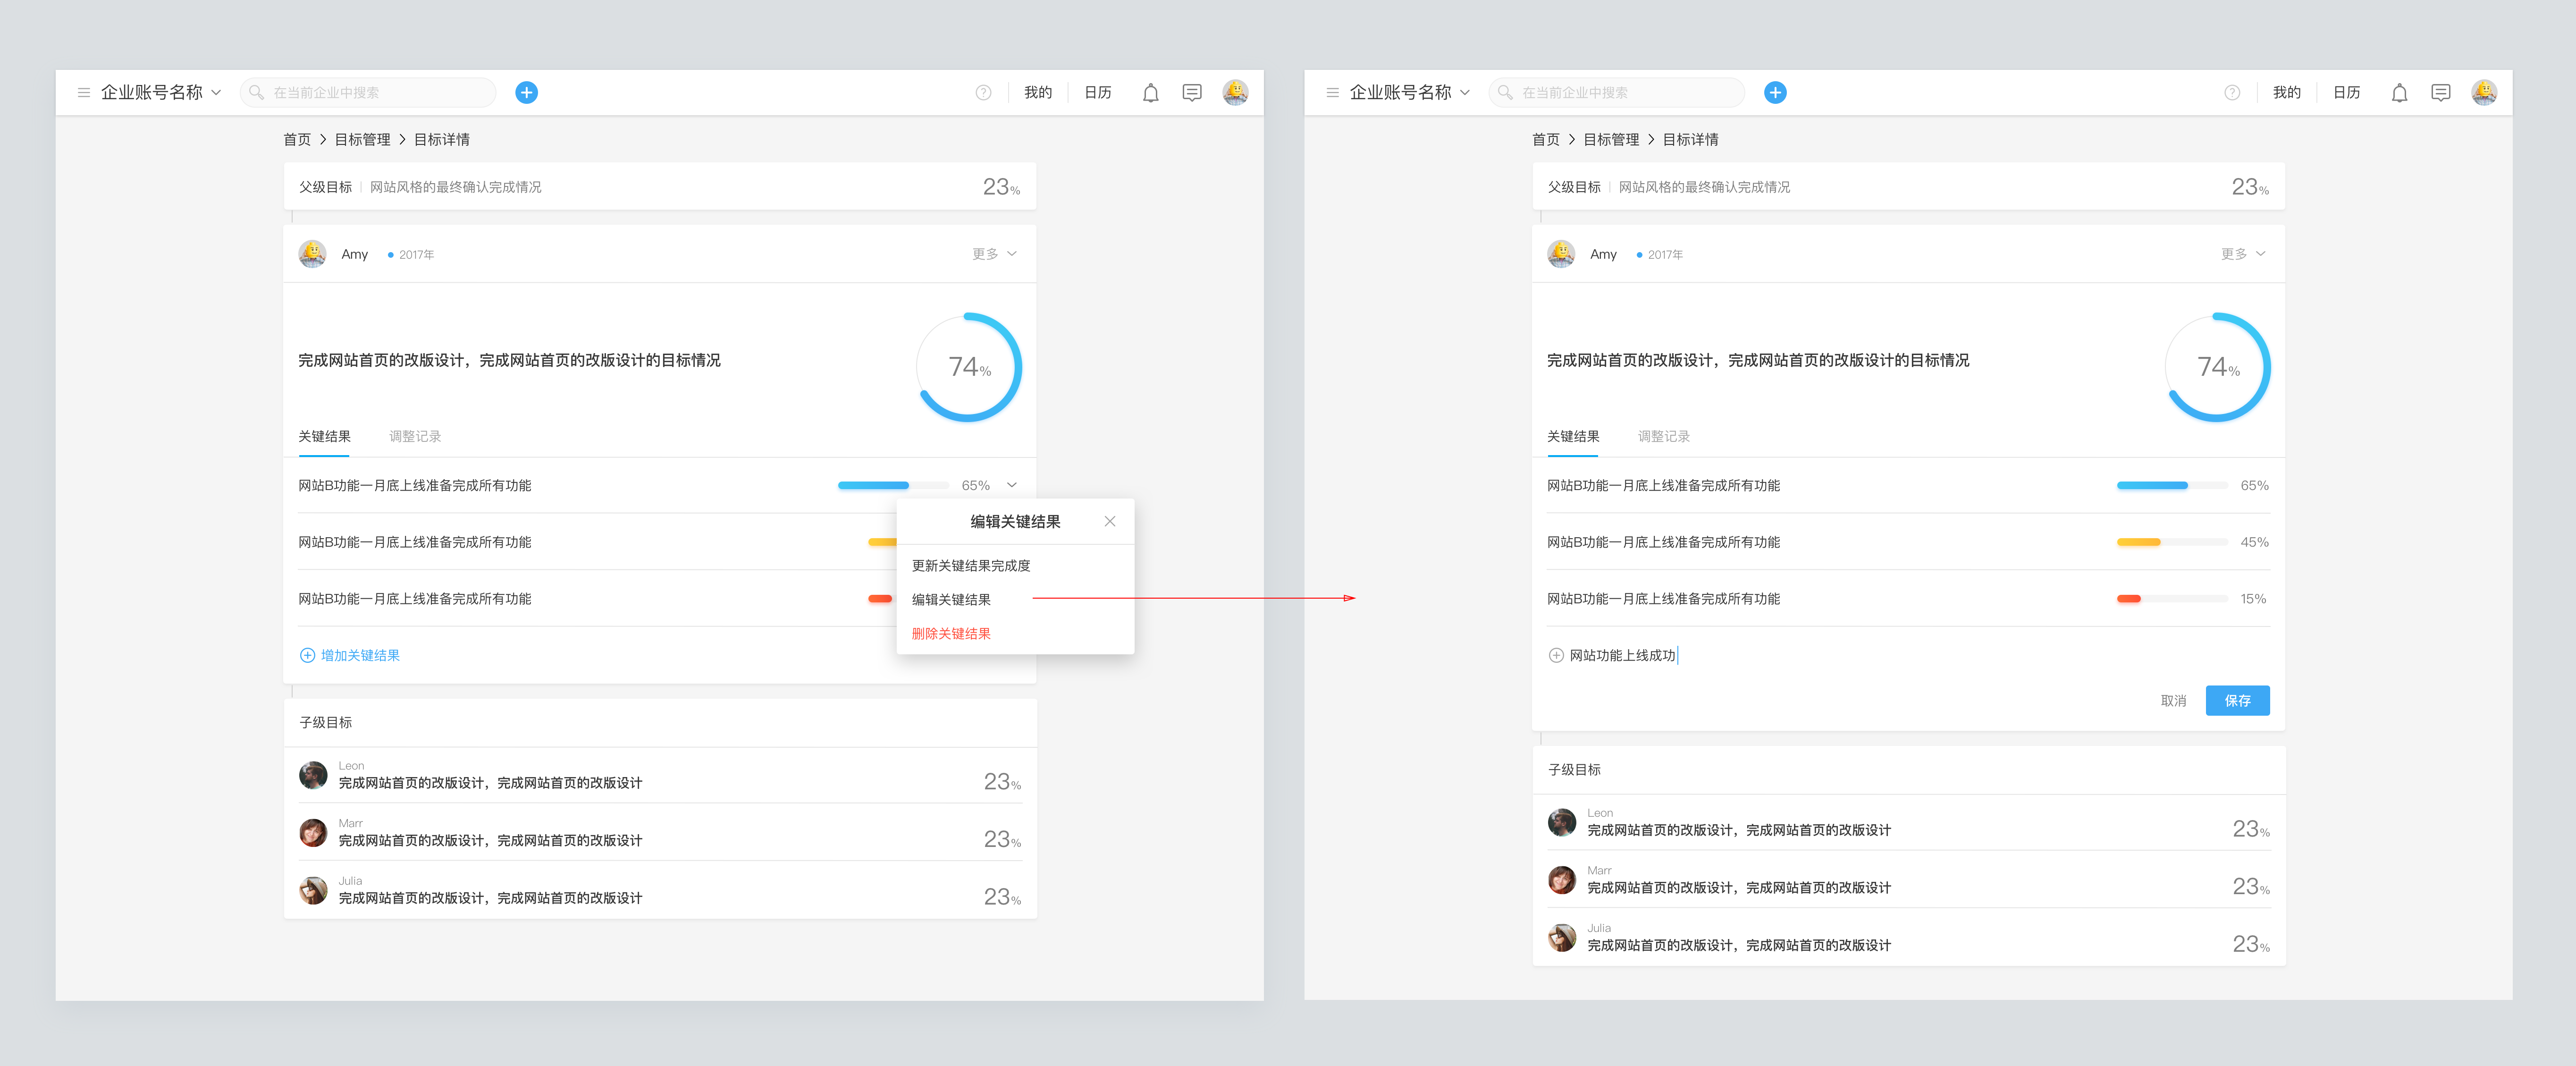 企业账号名称
在当前企业中搜索
我的
日历
首页 > 目标管理 > 目标详情
父级目标 | 网站风格的最终确认完成情况 23%
Amy 2017年 更多
完成网站首页的改版设计，完成网站首页的改版设计的目标情况
74%
关键结果 调整记录
网站B功能一月底上线准备完成所有功能 65%
网站B功能一月底上线准备完成所有功能
网站B功能一月底上线准备完成所有功能
增加关键结果
编辑关键结果
更新关键结果完成度
编辑关键结果
删除关键结果
子级目标
Leon
完成网站首页的改版设计，完成网站首页的改版设计 23%
Marr
完成网站首页的改版设计，完成网站首页的改版设计 23%
Julia
完成网站首页的改版设计，完成网站首页的改版设计 23%
企业账号名称
在当前企业中搜索
我的
日历
首页 > 目标管理 > 目标详情
父级目标 | 网站风格的最终确认完成情况 23%
Amy 2017年 更多
完成网站首页的改版设计，完成网站首页的改版设计的目标情况
74%
关键结果 调整记录
网站B功能一月底上线准备完成所有功能 65%
网站B功能一月底上线准备完成所有功能 45%
网站B功能一月底上线准备完成所有功能 15%
网站功能上线成功
取消 保存
子级目标
Leon
完成网站首页的改版设计，完成网站首页的改版设计 23%
Marr
完成网站首页的改版设计，完成网站首页的改版设计 23%
Julia
完成网站首页的改版设计，完成网站首页的改版设计 23%